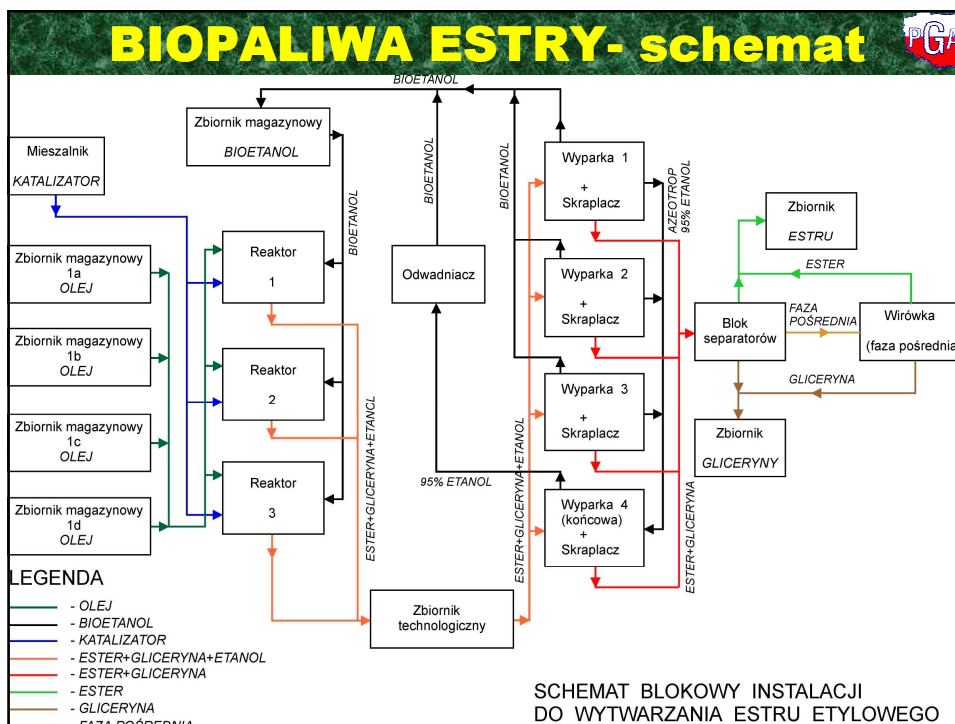 BIOPALIWA ESTRY- schemat
PGA
BIOETANOL
Zbiornik magazynowy
BIOETANOL
Mieszalnik
KATALIZATOR
Wyparka 1
+
Skraplacz
AZEOTROP
95% ETANOL
BIOETANOL
BIOETANOL
BIOETANOL
Zbiornik
ESTRU
Zbiornik magazynowy
1a
OLEJ
Reaktor
1
Odwadniacz
Wyparka 2
+
Skraplacz
ESTER
Blok
separatorów
FAZA
POŚREDNIA
Wirówka
(faza pośrednia
Zbiornik magazynowy
1b
OLEJ
Reaktor
2
Wyparka 3
+
Skraplacz
GLICERYNA
Zbiornik
GLICERYNY
Zbiornik magazynowy
1c
OLEJ
Reaktor
3
ESTER+GLICERYNA+ETANCL
95% ETANOL
ESTER+GLICERYNA+ETANOL
Wyparka 4
(końcowa)
+
Skraplacz
ESTER+GLICERYNA
Zbiornik magazynowy
1d
OLEJ
Zbiornik
technologiczny
LEGENDA
- OLEJ
- BIOETANOL
- KATALIZATOR
- ESTER+GLICERYNA+ETANOL
- ESTER+GLICERYNA
- ESTER
- GLICERYNA
- FAZA POŚREDNIA
SCHEMAT BLOKOWY INSTALACJI
DO WYTWARZANIA ESTRU ETYLOWEGO